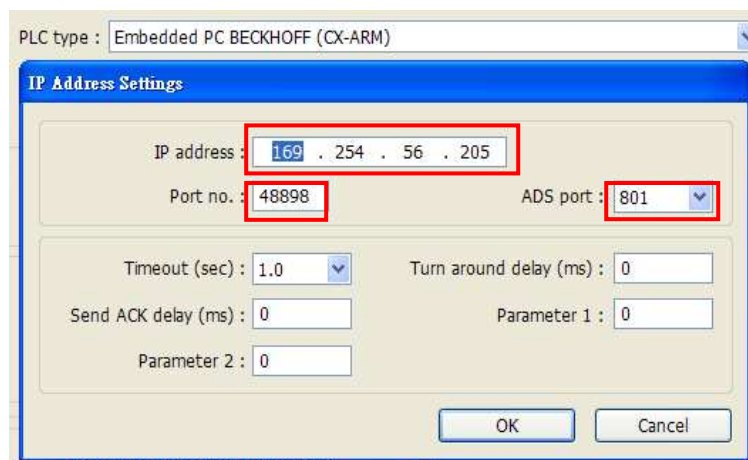 PLC type : Embedded PC BECKHOFF (CX-ARM)
IP Address Settings
IP address : 169 . 254 . 56 . 205
Port no. : 48898 ADS port : 801
Timeout (sec) : 1.0 Turn around delay (ms) : 0
Send ACK delay (ms) : 0 Parameter 1 : 0
Parameter 2 : 0
OK Cancel